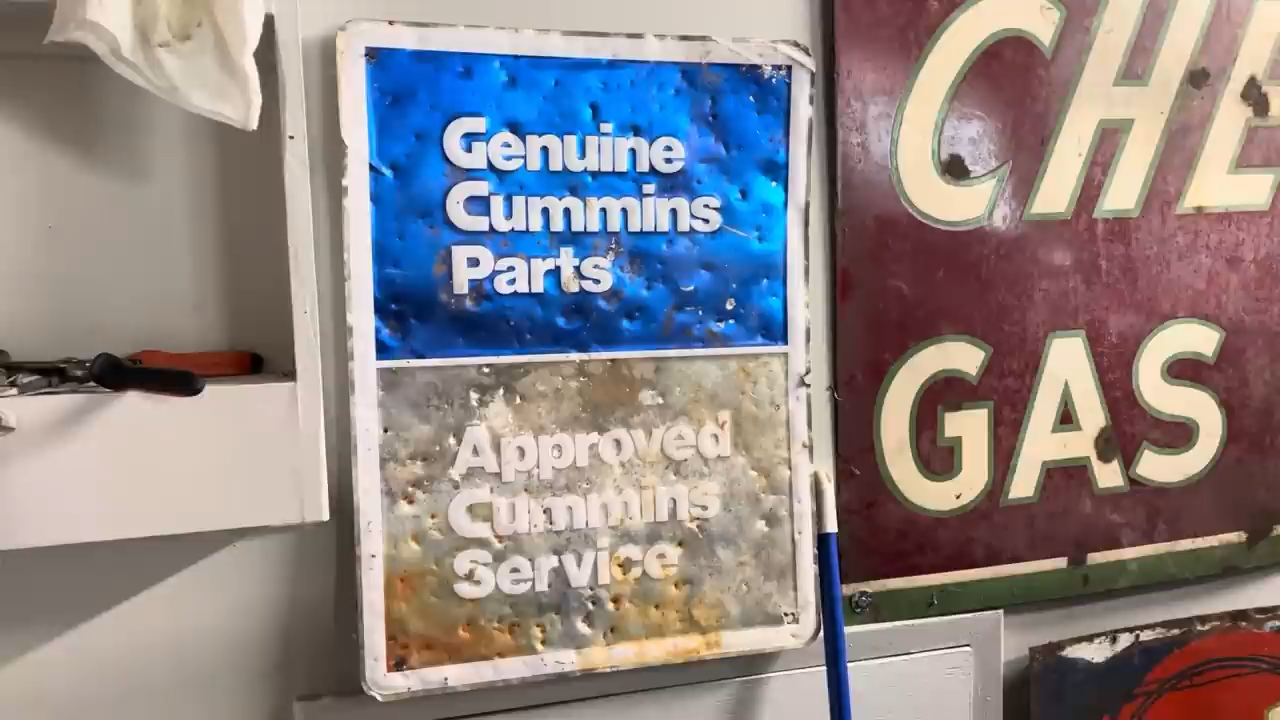 Genuine
Cummins
Parts
Approved
Cummins
Service
CHE
GAS